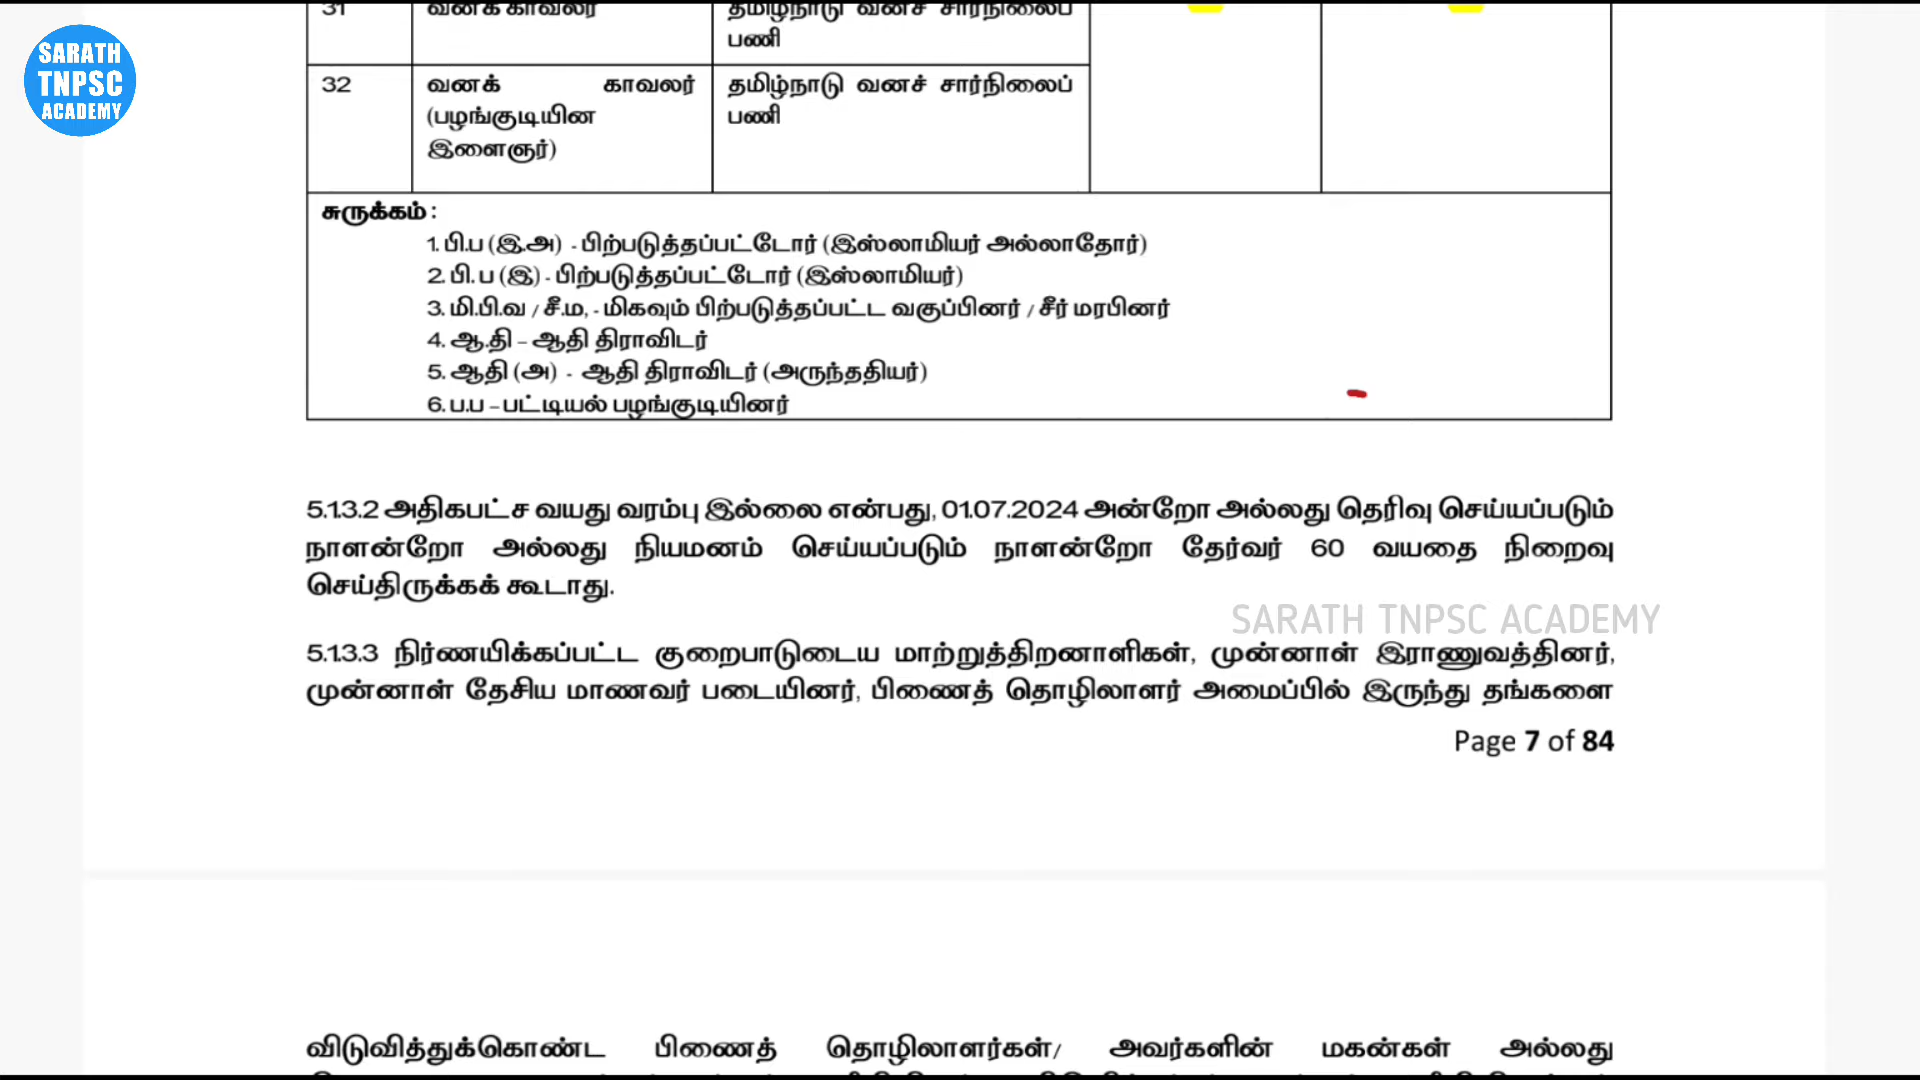 SARATH
TNPSC
ACADEMY
31 வனக் காவலர் தமிழ்நாடு வனச் சார்நிலைப்
பணி
32 வனக் காவலர் தமிழ்நாடு வனச் சார்நிலைப்
(பழங்குடியின பணி
இளைஞர்)
சுருக்கம் :
1. பி.ப (இ.அ) - பிற்படுத்தப்பட்டோர் (இஸ்லாமியர் அல்லாதோர்)
2. பி. ப (இ) - பிற்படுத்தப்பட்டோர் (இஸ்லாமியர்)
3. மி.பி.வ / சீ.ம, - மிகவும் பிற்படுத்தப்பட்ட வகுப்பினர் / சீர் மரபினர்
4. ஆ.தி – ஆதி திராவிடர்
5. ஆதி (அ) - ஆதி திராவிடர் (அருந்ததியர்)
6. ப.ப – பட்டியல் பழங்குடியினர்
5.13.2 அதிகபட்ச வயது வரம்பு இல்லை என்பது, 01.07.2024 அன்றோ அல்லது தெரிவு செய்யப்படும்
நாளன்றோ அல்லது நியமனம் செய்யப்படும் நாளன்றோ தேர்வர் 60 வயதை நிறைவு
செய்திருக்கக் கூடாது.
SARATH TNPSC ACADEMY
5.13.3 நிர்ணயிக்கப்பட்ட குறைபாடுடைய மாற்றுத்திறனாளிகள், முன்னாள் இராணுவத்தினர்,
முன்னாள் தேசிய மாணவர் படையினர், பிணைத் தொழிலாளர் அமைப்பில் இருந்து தங்களை
Page 7 of 84
விடுவித்துக்கொண்ட பிணைத் தொழிலாளர்கள்/ அவர்களின் மகன்கள் அல்லது